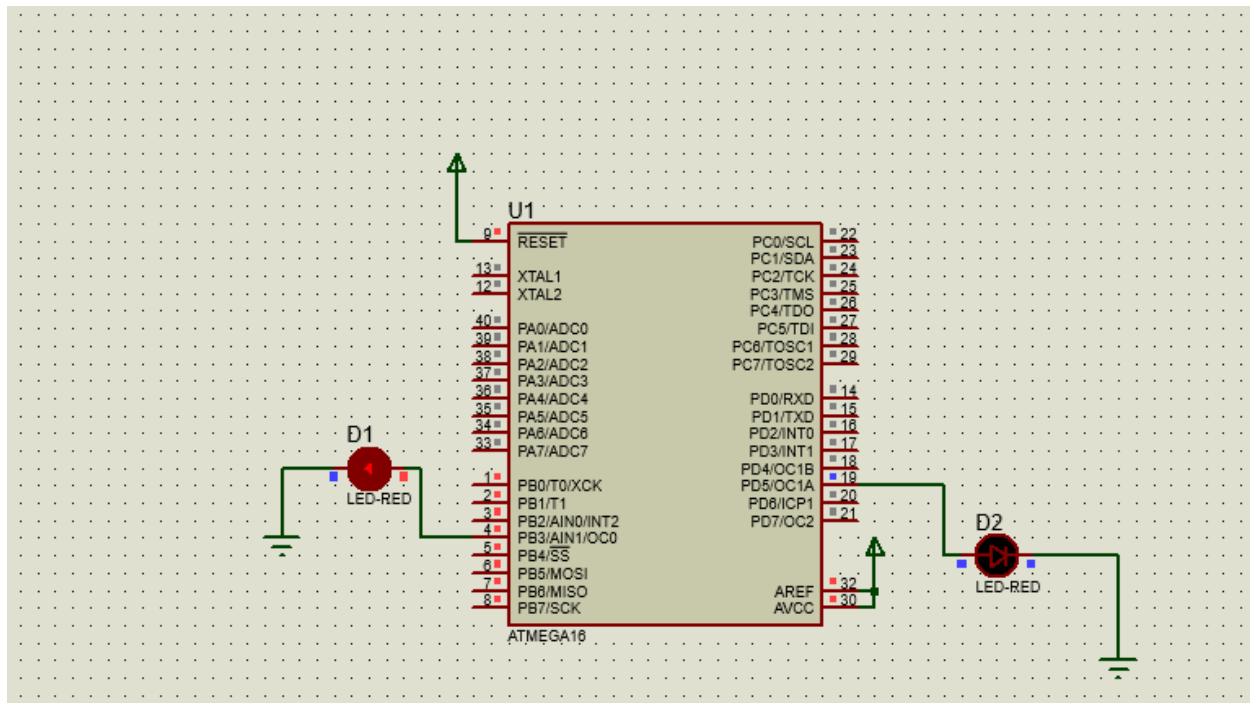 U1
9 RESET PC0/SCL 22
PC1/SDA 23
13 XTAL1 PC2/TCK 24
12 XTAL2 PC3/TMS 25
PC4/TDO 26
40 PA0/ADC0 PC5/TDI 27
39 PA1/ADC1 PC6/TOSC1 28
38 PA2/ADC2 PC7/TOSC2 29
37 PA3/ADC3
36 PA4/ADC4 PD0/RXD 14
35 PA5/ADC5 PD1/TXD 15
34 PA6/ADC6 PD2/INT0 16
33 PA7/ADC7 PD3/INT1 17
PD4/OC1B 18
1 PB0/T0/XCK PD5/OC1A 19
2 PB1/T1 PD6/ICP1 20
3 PB2/AIN0/INT2 PD7/OC2 21
4 PB3/AIN1/OC0
5 PB4/SS
6 PB5/MOSI
7 PB6/MISO AREF 32
8 PB7/SCK AVCC 30
ATMEGA16
D1
LED-RED
D2
LED-RED